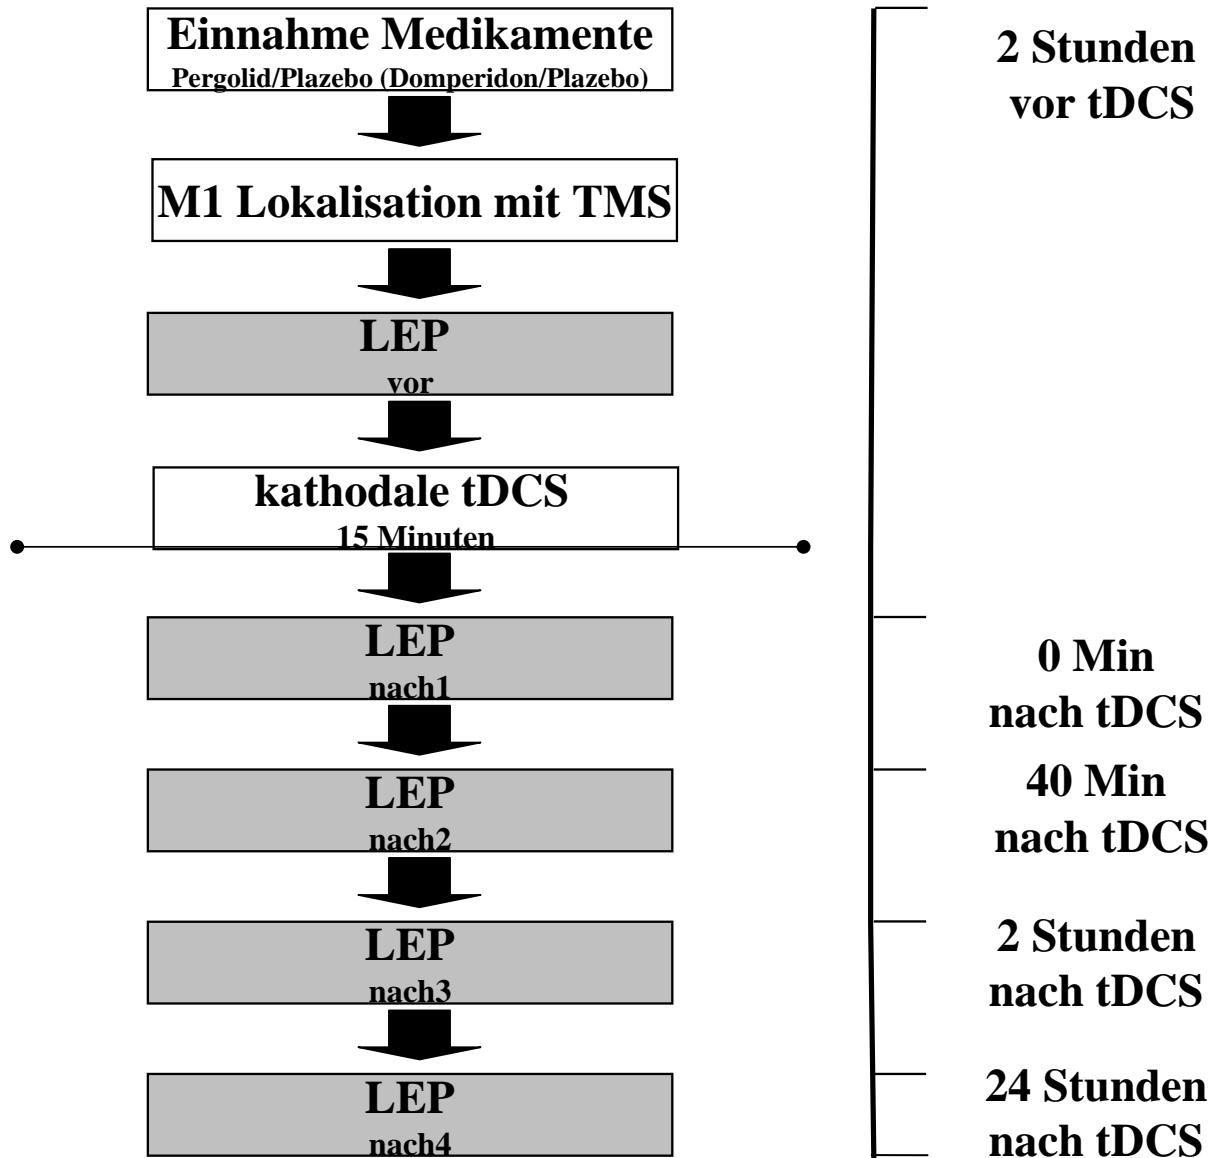 Einnahme Medikamente
Pergolid/Plazebo (Domperidon/Plazebo)
2 Stunden
vor tDCS
M1 Lokalisation mit TMS
LEP
vor
kathodale tDCS
15 Minuten
LEP
nach1
0 Min
nach tDCS
LEP
nach2
40 Min
nach tDCS
LEP
nach3
2 Stunden
nach tDCS
LEP
nach4
24 Stunden
nach tDCS